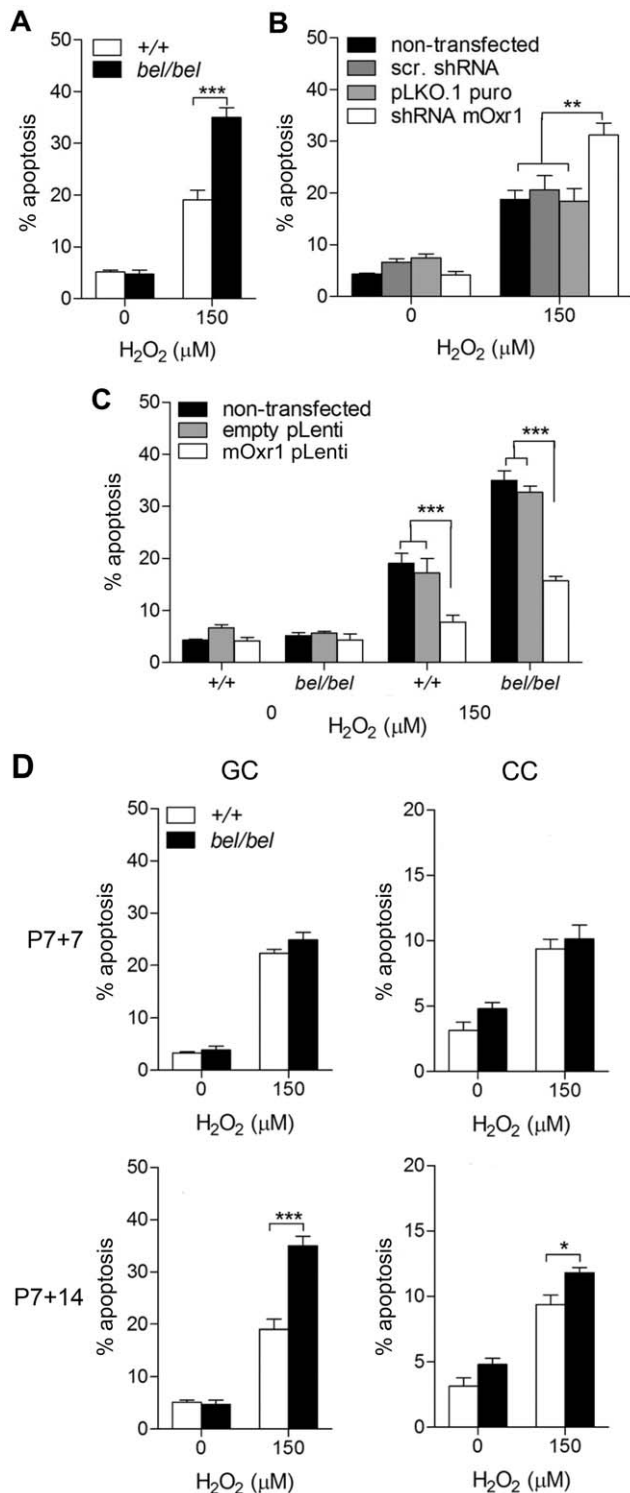 A
+/+
bel/bel
***
50
40
30
20
10
0
% apoptosis
0
150
H2O2 (μM)
B
non-transfected
scr. shRNA
pLKO.1 puro
shRNA mOxr1
**
50
40
30
20
10
0
% apoptosis
0
150
H2O2 (μM)
C
non-transfected
empty pLenti
mOxr1 pLenti
***
***
50
40
30
20
10
0
% apoptosis
+/+
bel/bel
+/+
bel/bel
0
150
H2O2 (μM)
D
GC
CC
P7+7
+/+
bel/bel
50
40
30
20
10
0
% apoptosis
0
150
H2O2 (μM)
20
15
10
5
0
% apoptosis
0
150
H2O2 (μM)
P7+14
***
50
40
30
20
10
0
% apoptosis
0
150
H2O2 (μM)
*
20
15
10
5
0
% apoptosis
0
150
H2O2 (μM)